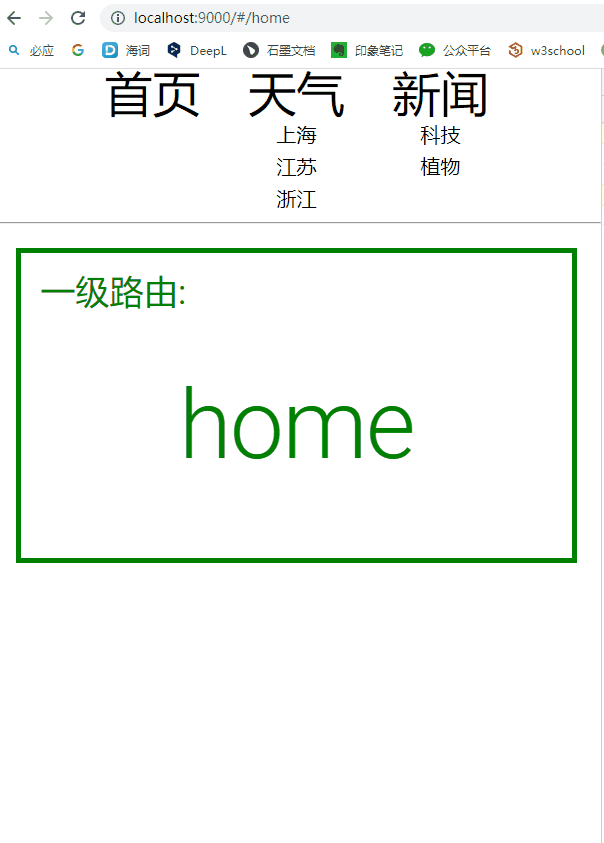 localhost:9000/#/home
必应 海词 DeepL 石墨文档 印象笔记 公众平台 w3school
首页 天气 新闻
上海 科技
江苏 植物
浙江
一级路由:
home